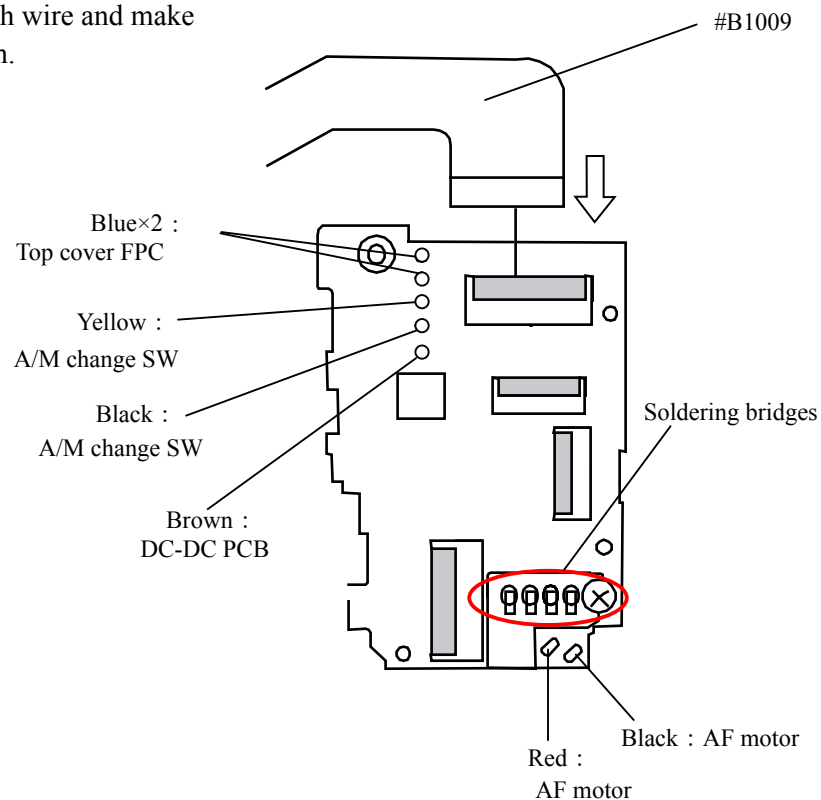 h wire and make
n.
#B1009
Blue×2：
Top cover FPC
Yellow：
A/M change SW
Black：
A/M change SW
Brown：
DC-DC PCB
Soldering bridges
Black：AF motor
Red：
AF motor